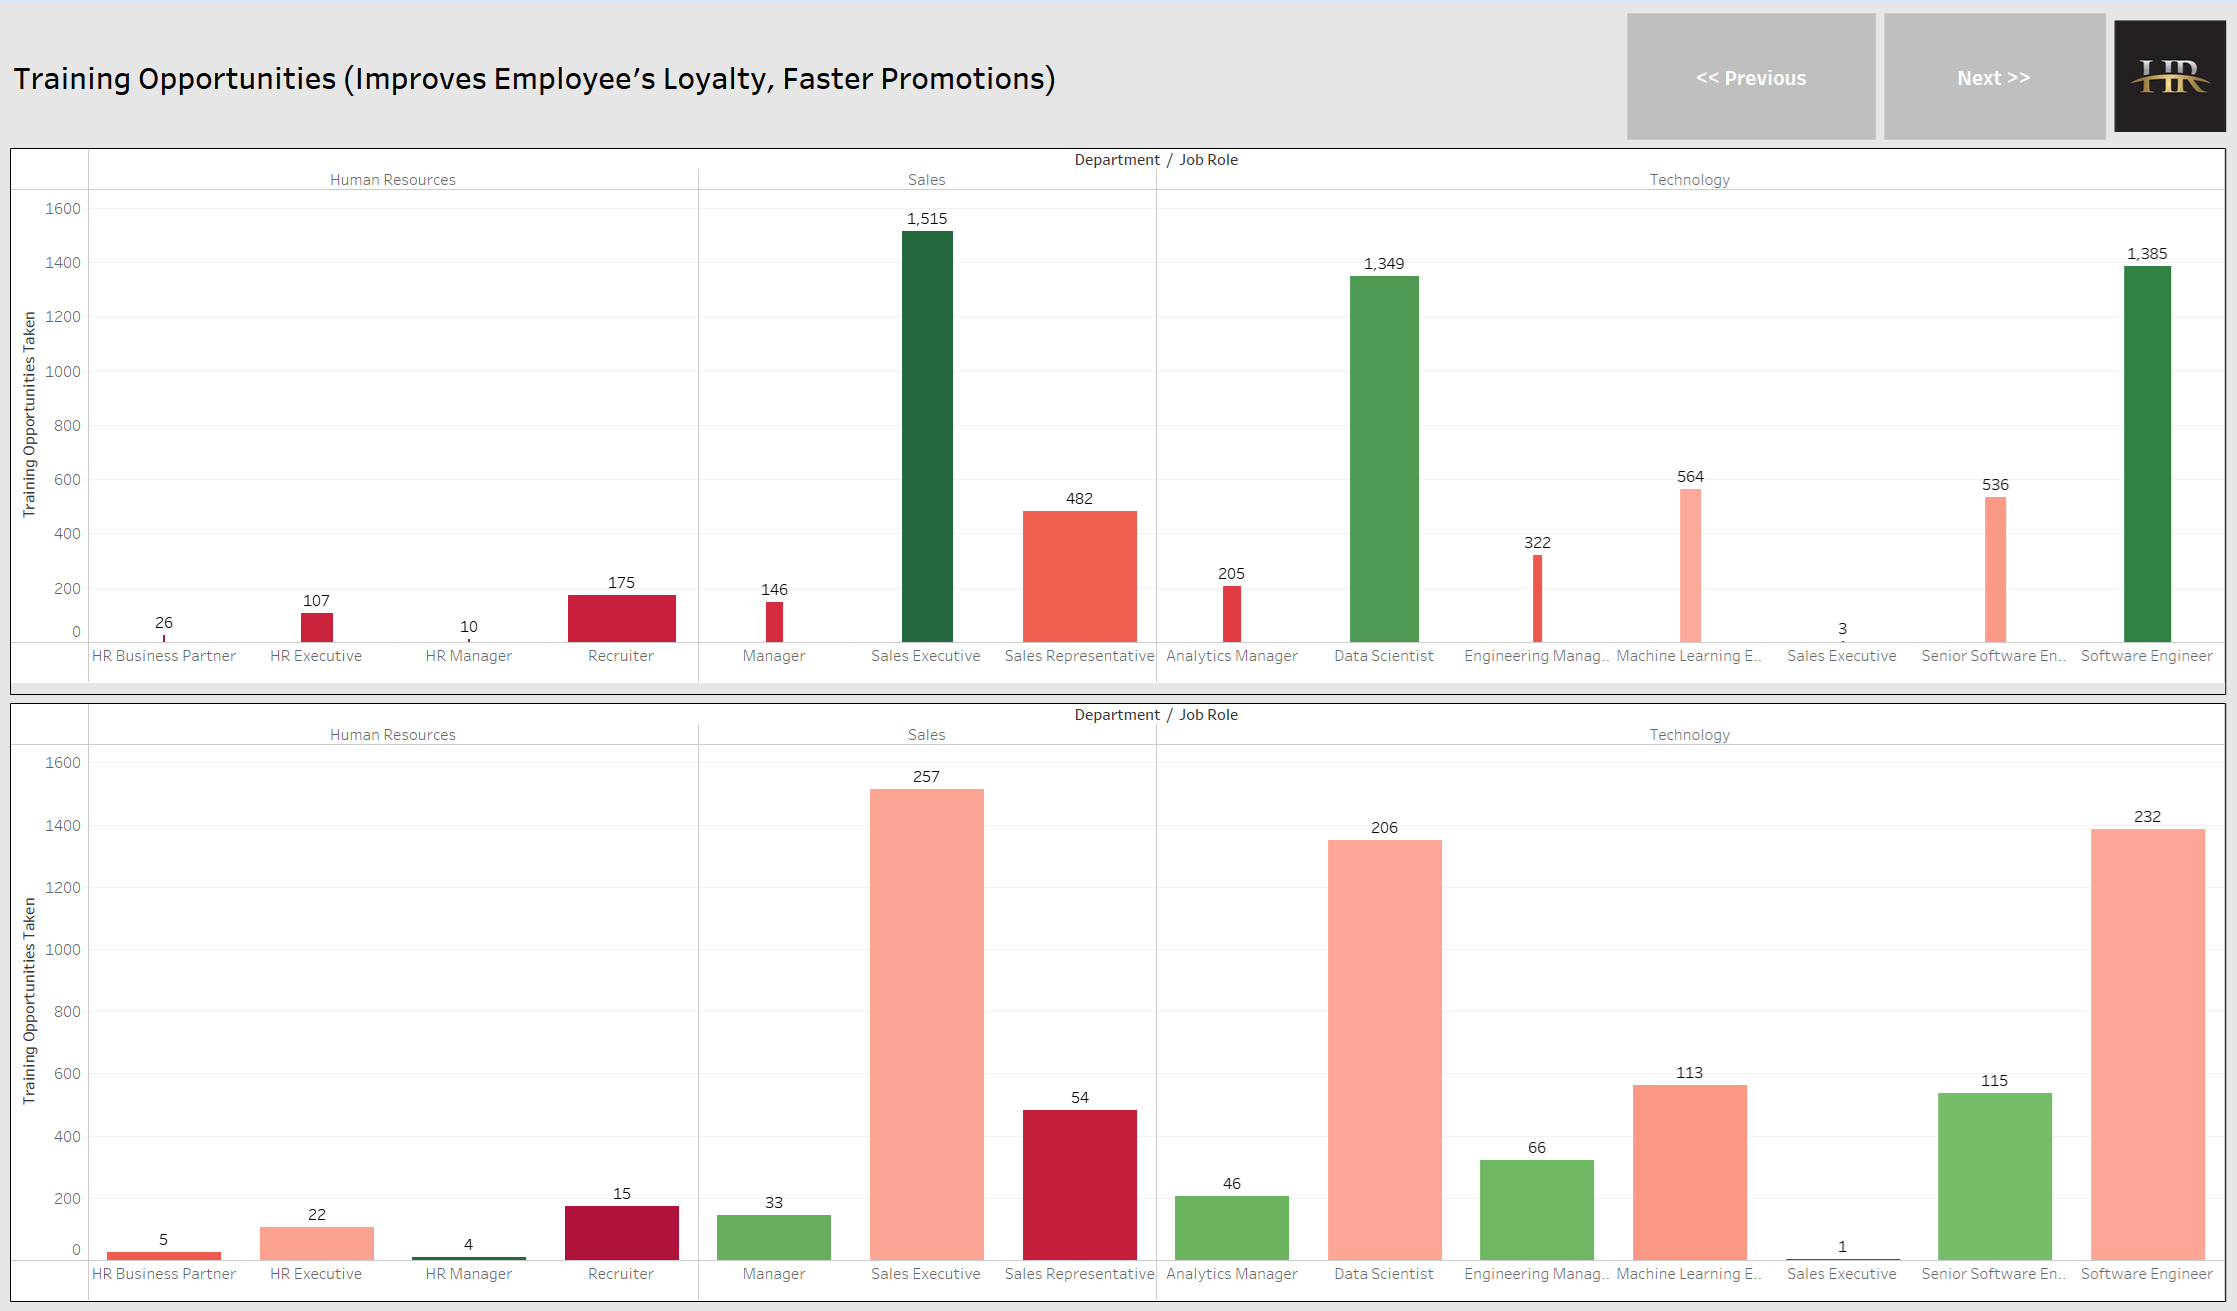 Training Opportunities (Improves Employee’s Loyalty, Faster Promotions)
<< Previous
Next >>
HR
Department / Job Role
Human Resources
Sales
Technology
Training Opportunities Taken
1600
1400
1200
1000
800
600
400
200
0
26
107
10
175
146
1,515
482
205
1,349
322
564
3
536
1,385
HR Business Partner
HR Executive
HR Manager
Recruiter
Manager
Sales Executive
Sales Representative
Analytics Manager
Data Scientist
Engineering Manag..
Machine Learning E..
Sales Executive
Senior Software En..
Software Engineer
Department / Job Role
Human Resources
Sales
Technology
Training Opportunities Taken
1600
1400
1200
1000
800
600
400
200
0
5
22
4
15
33
257
54
46
206
66
113
1
115
232
HR Business Partner
HR Executive
HR Manager
Recruiter
Manager
Sales Executive
Sales Representative
Analytics Manager
Data Scientist
Engineering Manag..
Machine Learning E..
Sales Executive
Senior Software En..
Software Engineer